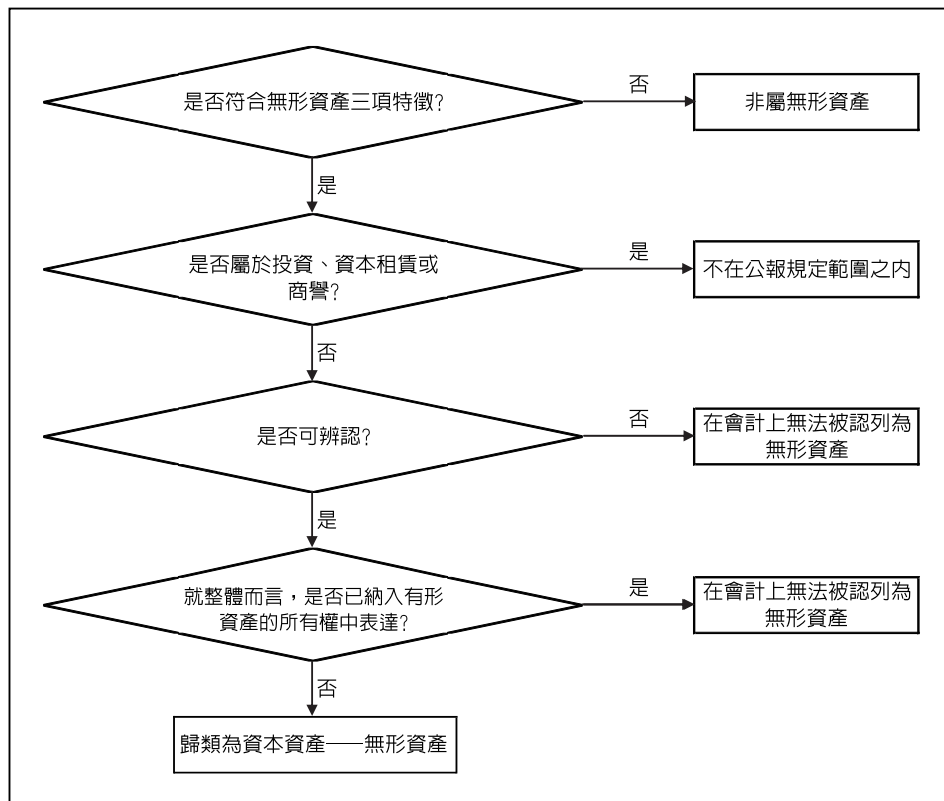 是否符合無形資產三項特徵?
否
非屬無形資產
是
是否屬於投資、資本租賃或
商譽?
是
不在公報規定範圍之內
否
是否可辨認?
否
在會計上無法被認列為
無形資產
是
就整體而言，是否已納入有形
資產的所有權中表達?
是
在會計上無法被認列為
無形資產
否
歸類為資本資產──無形資產